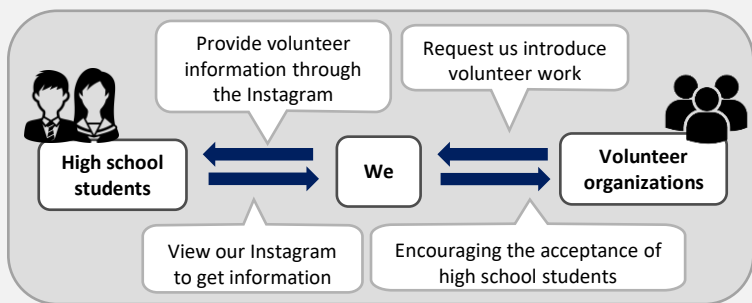 Provide volunteer
information through
the Instagram
Request us introduce
volunteer work
High school
students
We
Volunteer
organizations
View our Instagram
to get information
Encouraging the acceptance of
high school students